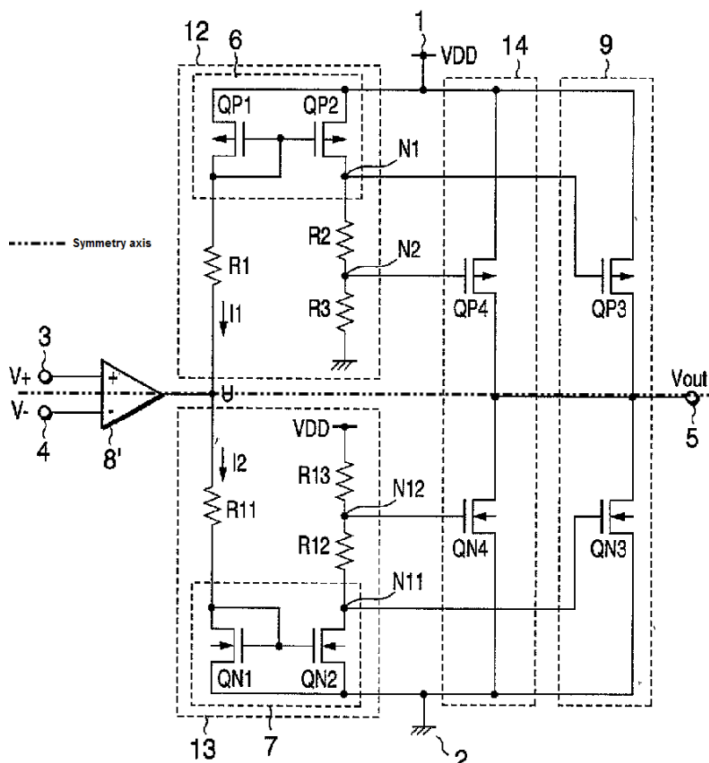 12
6
1
VDD
14
9
QP1
QP2
N1
R2
N2
Symmetry axis
R1
I1
R3
QP4
QP3
3
V+
+
U
Vout
V-
-
4
8'
5
VDD
I2
R13
N12
R11
R12
QN4
QN3
N11
QN1
QN2
13
7
2